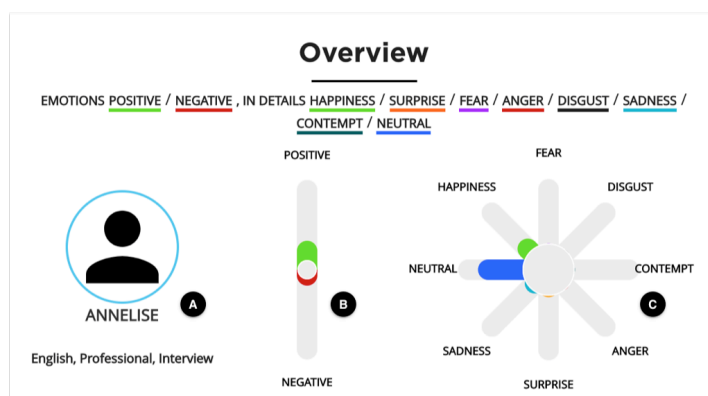 Overview
EMOTIONS POSITIVE / NEGATIVE , IN DETAILS HAPPINESS / SURPRISE / FEAR / ANGER / DISGUST / SADNESS /
CONTEMPT / NEUTRAL
POSITIVE
FEAR
HAPPINESS
DISGUST
NEUTRAL
CONTEMPT
A
B
C
ANNELISE
SADNESS
ANGER
English, Professional, Interview
NEGATIVE
SURPRISE